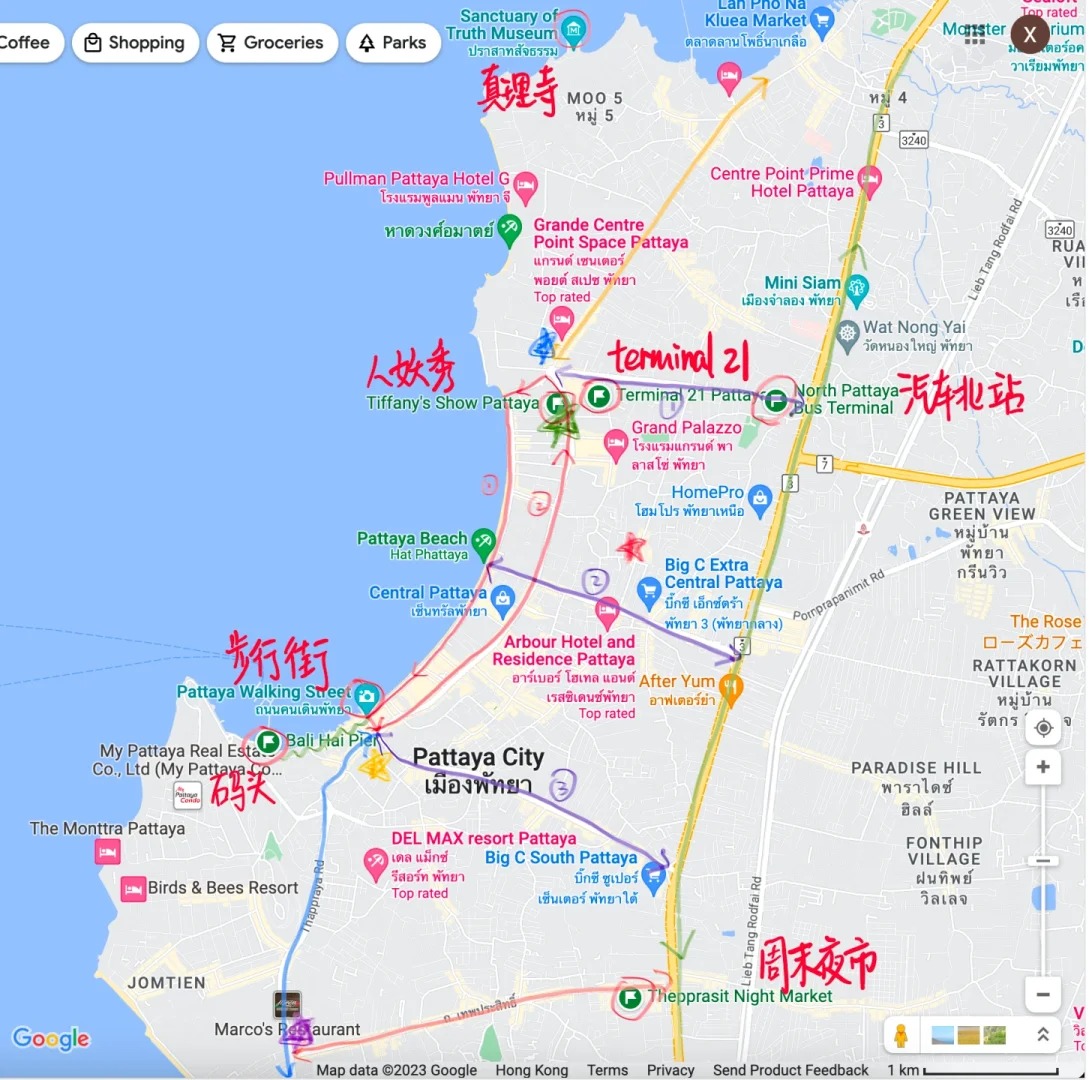 Coffee
Shopping
Groceries
Parks
X
Sanctuary of
Truth Museum
ปราสาทสัจธรรม
真理寺
Lan Pho Na
Kluea Market
ตลาดลานโพธิ์นาเกลือ
Top rated
MOO 5
หมู่ 5
หมู่ 4
3
3240
Pullman Pattaya Hotel G
โรงแรมพูลแมน พัทยา จี
หาดวงศ์อมาตย์
Centre Point Prime
Hotel Pattaya
3240
Lieb Tang Rodfai Rd
Grande Centre
Point Space Pattaya
แกรนด์ เซนเตอร์
พอยต์ สเปซ พัทยา
Top rated
Mini Siam
เมืองจำลอง พัทยา
Wat Nong Yai
วัดหนองใหญ่ พัทยา
人妖秀
Tiffany's Show Pattaya
terminal 21
Terminal 21 Pattaya
①
North Pattaya
Bus Terminal
汽车北站
Grand Palazzo
โรงแรมแกรนด์ พา
ลาสโซ่ พัทยา
7
3
①
②
HomePro
โฮมโปร พัทยาเหนือ
PATTAYA
GREEN VIEW
หมู่บ้าน
พัทยา
กรีนวิว
Pattaya Beach
Hat Phattaya
②
Big C Extra
Central Pattaya
บิ๊กซี เอ็กซ์ตร้า
พัทยา 3 (พัทยากลาง)
Pornprapanimit Rd
Central Pattaya
เซ็นทรัลพัทยา
The Rose
ローズカフェ
3
Arbour Hotel and
Residence Pattaya
อาร์เบอร์ โฮเทล แอนด์
เรสซิเดนซ์พัทยา
Top rated
步行街
Pattaya Walking Street
ถนนคนเดินพัทยา
After Yum
อาฟเตอร์ยำ
RATTAKORN
VILLAGE
หมู่บ้าน
Bali Hai Pier
码头
My Pattaya Real Estate
Co., Ltd (My Pattaya Co...
Pattaya City
เมืองพัทยา
③
PARADISE HILL
พาราไดซ์
ฮิลล์
The Monttra Pattaya
Birds & Bees Resort
DEL MAX resort Pattaya
เดล แม็กซ์
รีสอร์ท พัทยา
Top rated
Big C South Pattaya
บิ๊กซี ซูเปอร์
เซ็นเตอร์ พัทยาใต้
FONTHIP
VILLAGE
ฝนทิพย์
วิลเลจ
Thappraya Rd
Lieb Tang Rodfai Rd
JOMTIEN
周末夜市
Thepprasit Night Market
ถ. เทพประสิทธิ์
Marco's Restaurant
Google
Map data ©2023 Google
Hong Kong
Terms
Privacy
Send Product Feedback
1 km